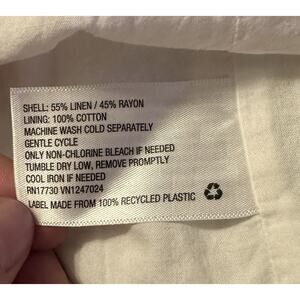 SHELL: 55% LINEN / 45% RAYON
LINING: 100% COTTON
MACHINE WASH COLD SEPARATELY
GENTLE CYCLE
ONLY NON-CHLORINE BLEACH IF NEEDED
TUMBLE DRY LOW, REMOVE PROMPTLY
COOL IRON IF NEEDED
RN17730 VN1247024
LABEL MADE FROM 100% RECYCLED PLASTIC